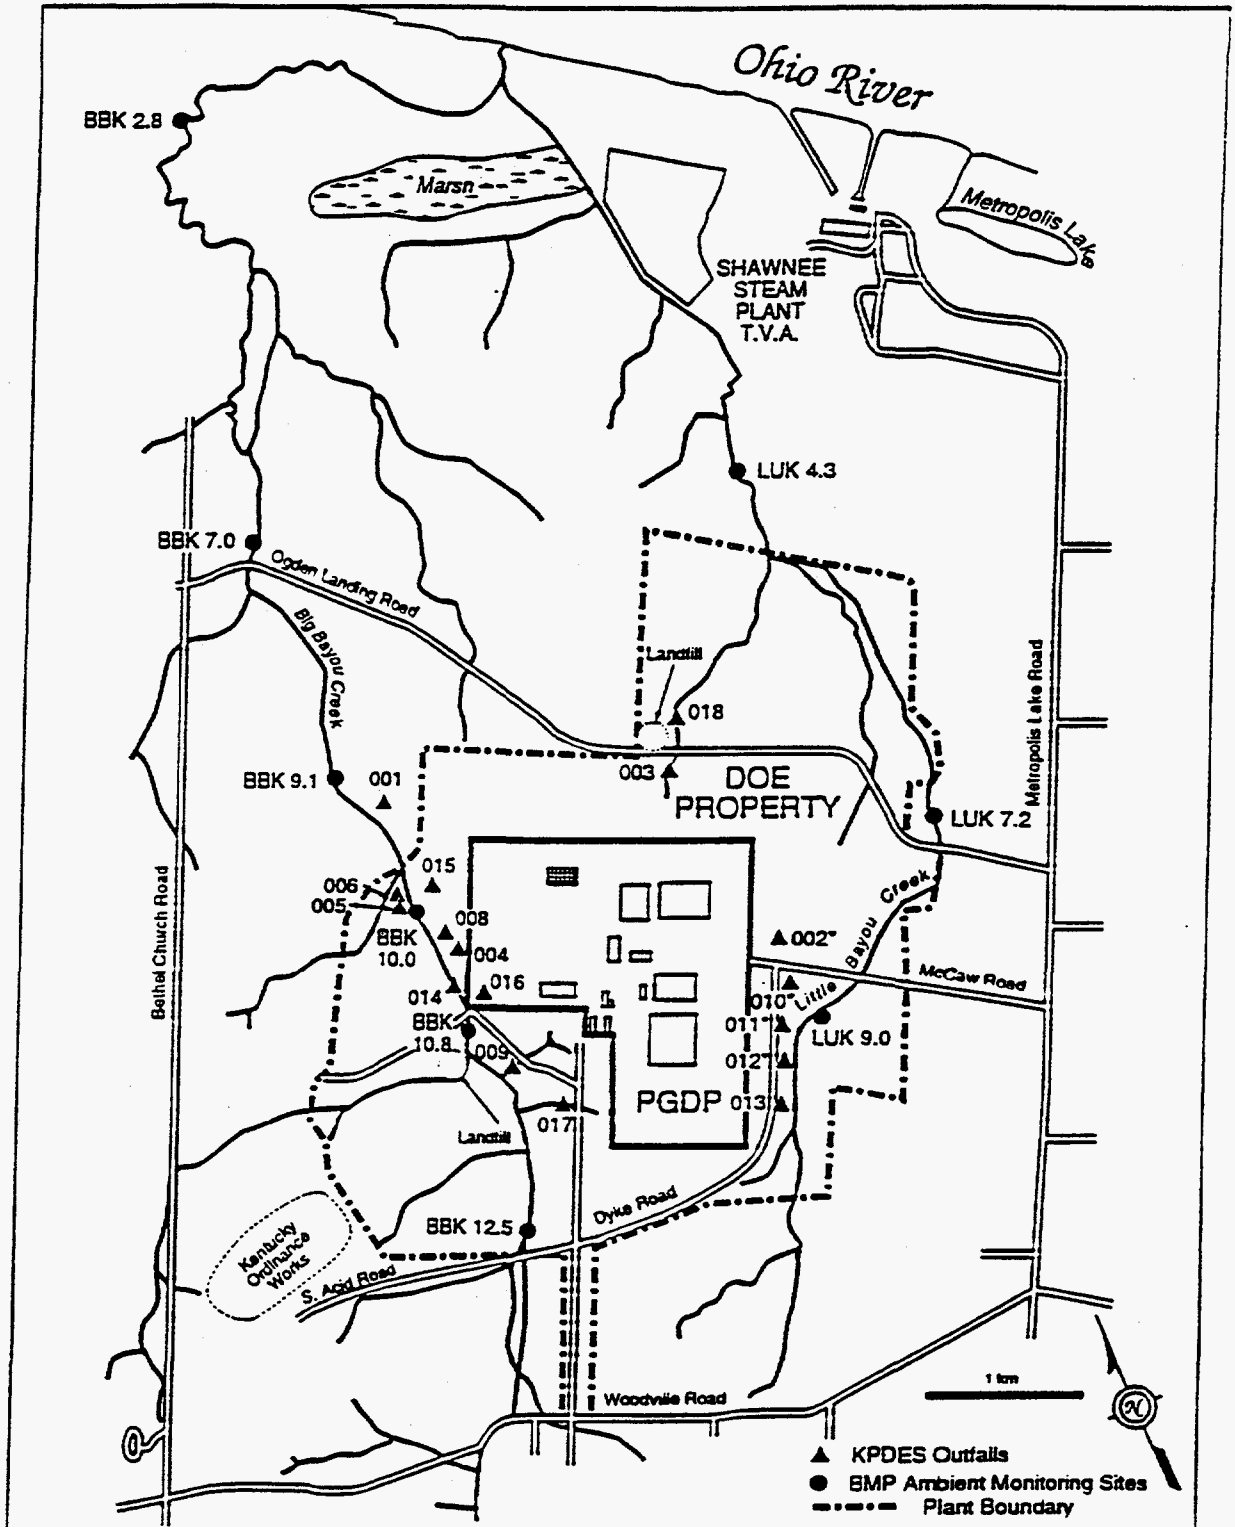 Ohio River
BBK 2.8
Marsn
Metropolis Lake
SHAWNEE
STEAM
PLANT
T.V.A.
LUK 4.3
BBK 7.0
Ogden Landing Road
Big Bayou Creek
Landfill
018
Metropolis Lake Road
BBK 9.1
001
003
DOE
PROPERTY
LUK 7.2
015
006
005
Bethel Church Road
008
BBK
10.0
004
002*
Little Bayou Creek
McCaw Road
014
016
010*
BBK
10.8
011*
LUK 9.0
009
012*
PGDP
013
017
Landfill
Dyke Road
BBK 12.5
Kentucky
Ordinance
Works
S. Acid Road
1 km
Woodville Road
N
KPDES Outfalls
BMP Ambient Monitoring Sites
Plant Boundary